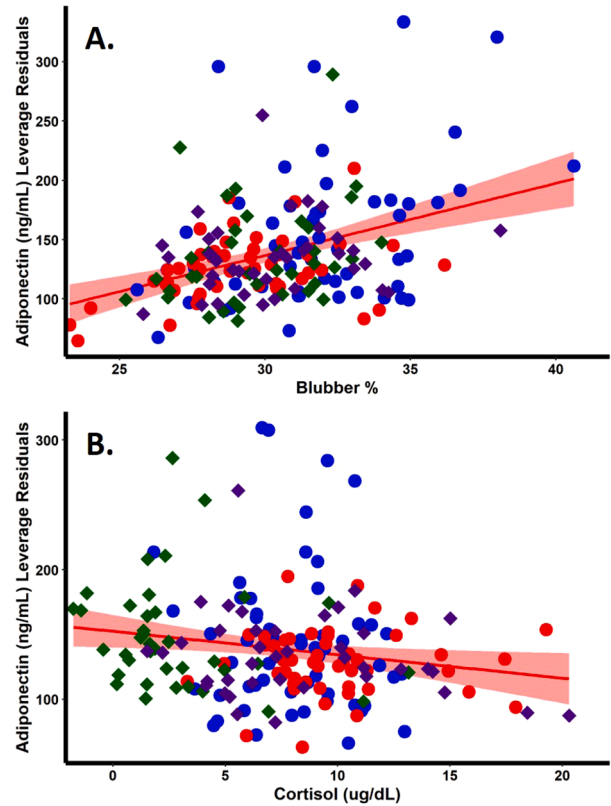 A.
Adiponectin (ng/mL) Leverage Residuals
300
250
200
150
100
25
30
35
40
Blubber %
B.
Adiponectin (ng/mL) Leverage Residuals
300
200
100
0
5
10
15
20
Cortisol (ug/dL)